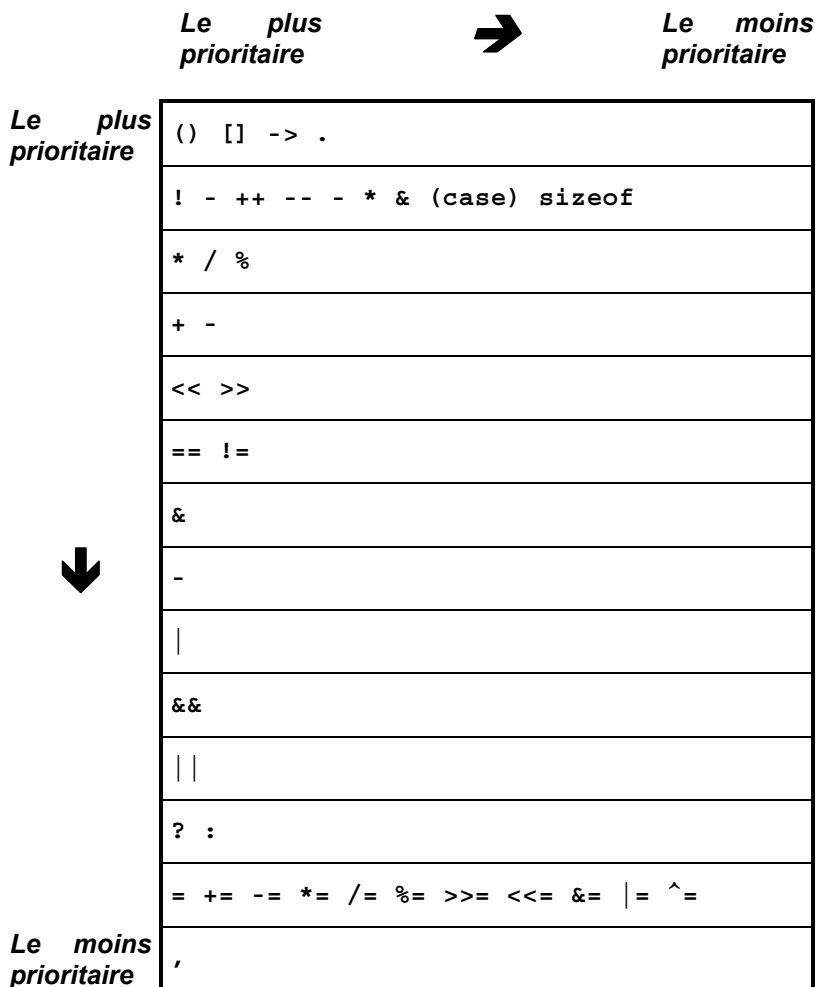 Le plus prioritaire
Le moins prioritaire
Le plus prioritaire
() [] -> .
! - ++ -- - * & (case) sizeof
* / %
+ -
<< >>
== !=
&
-
|
&&
||
? :
= += -= *= /= %= >>= <<= &= |= ^=
Le moins prioritaire
,